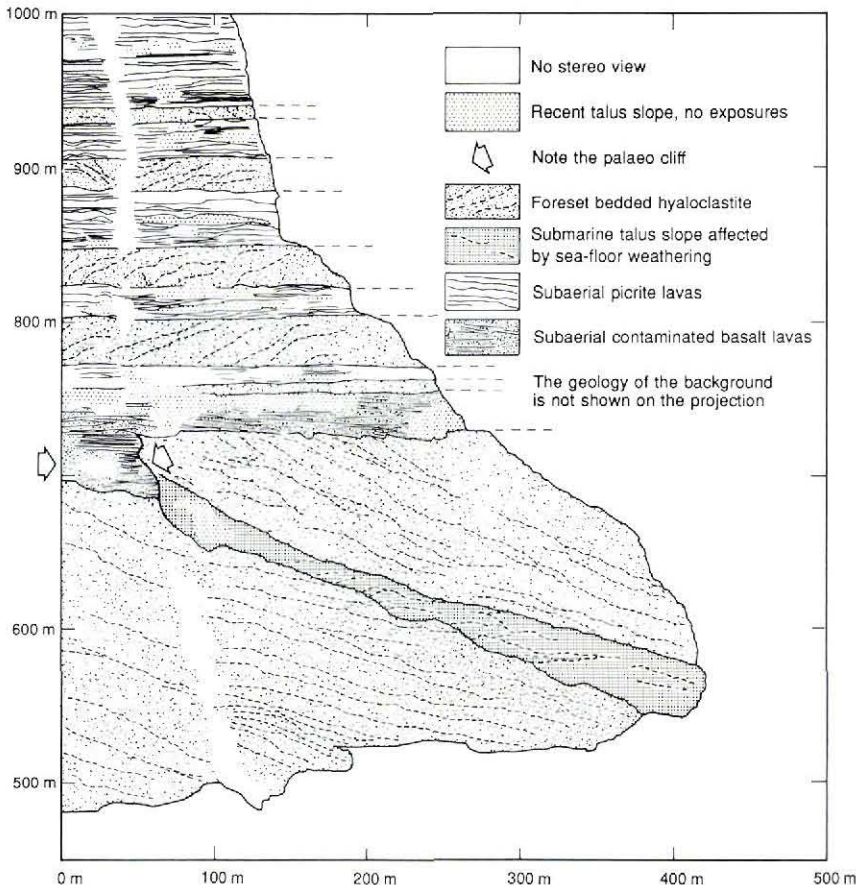 1000 m
900 m
800 m
600 m
500 m
0 m
100 m
200 m
300 m
400 m
500 m
No stereo view
Recent talus slope, no exposures
Note the palaeo cliff
Foreset bedded hyaloclastite
Submarine talus slope affected
by sea-floor weathering
Subaerial picrite lavas
Subaerial contaminated basalt lavas
The geology of the background
is not shown on the projection